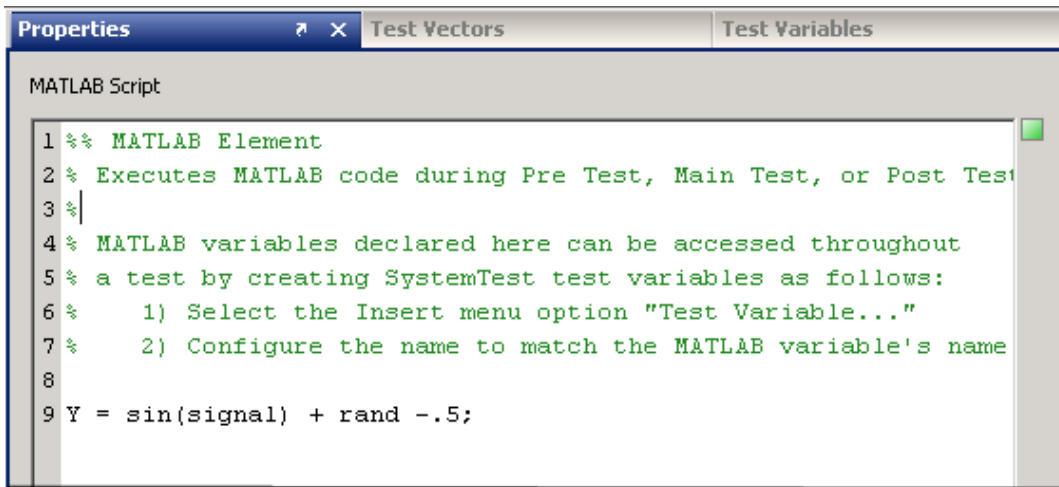 Properties Test Vectors Test Variables
MATLAB Script
1 %% MATLAB Element
2 % Executes MATLAB code during Pre Test, Main Test, or Post Test
3 %
4 % MATLAB variables declared here can be accessed throughout
5 % a test by creating SystemTest test variables as follows:
6 %    1) Select the Insert menu option "Test Variable..."
7 %    2) Configure the name to match the MATLAB variable's name
8
9 Y = sin(signal) + rand -.5;